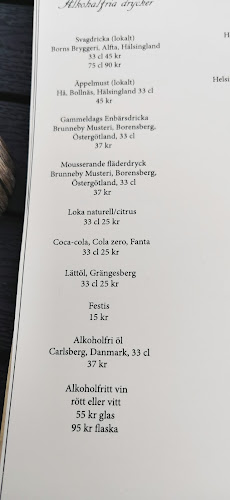 Alkoholfria drycker
Svagdricka (lokalt)
Borns Bryggeri, Alfta, Hälsingland
33 cl 45 kr
75 cl 90 kr
Äppelmust (lokalt)
Hå, Bollnäs, Hälsingland 33 cl
45 kr
Gammeldags Enbärsdricka
Brunneby Musteri, Borensberg,
Östergötland, 33 cl
37 kr
Mousserande fläderdryck
Brunneby Musteri, Borensberg,
Östergötland, 33 cl
37 kr
Loka naturell/citrus
33 cl 25 kr
Coca-cola, Cola zero, Fanta
33 cl 25 kr
Lättöl, Grängesberg
33 cl 25 kr
Festis
15 kr
Alkoholfri öl
Carlsberg, Danmark, 33 cl
37 kr
Alkoholfritt vin
rött eller vitt
55 kr glas
95 kr flaska